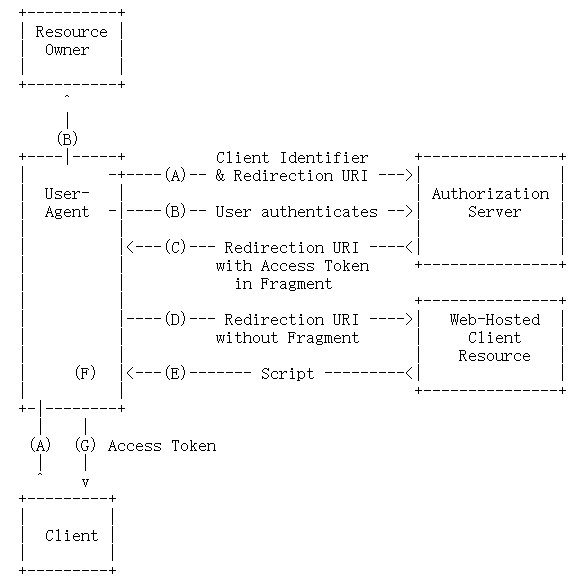 Resource
Owner
(B)
Client Identifier
(A) & Redirection URI
User-
Agent
(B) User authenticates
Authorization
Server
(C) Redirection URI
with Access Token
in Fragment
(D) Redirection URI
without Fragment
Web-Hosted
Client
Resource
(F)
(E) Script
(A) (G) Access Token
v
Client